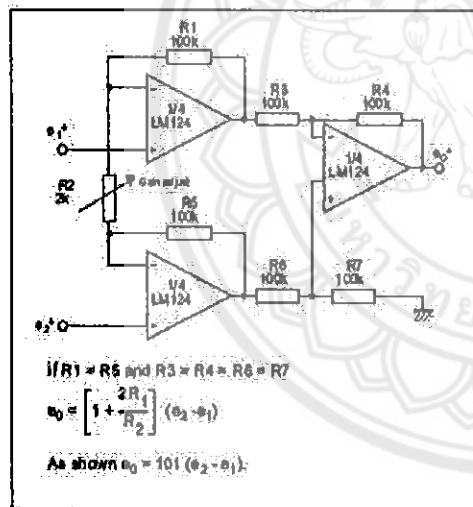 R1
100k
R3
100k
R4
100k
1/4
LM124
e1+
1/4
LM124
e0+
R2
2k
Gain adjust
R5
100k
1/4
LM124
R6
100k
R7
100k
e2+
if R1 = R5 and R3 = R4 = R6 = R7
e0 = [ 1 + 2R1/R2 ] (e2 -e1)
As shown e0 = 101 (e2 - e1).